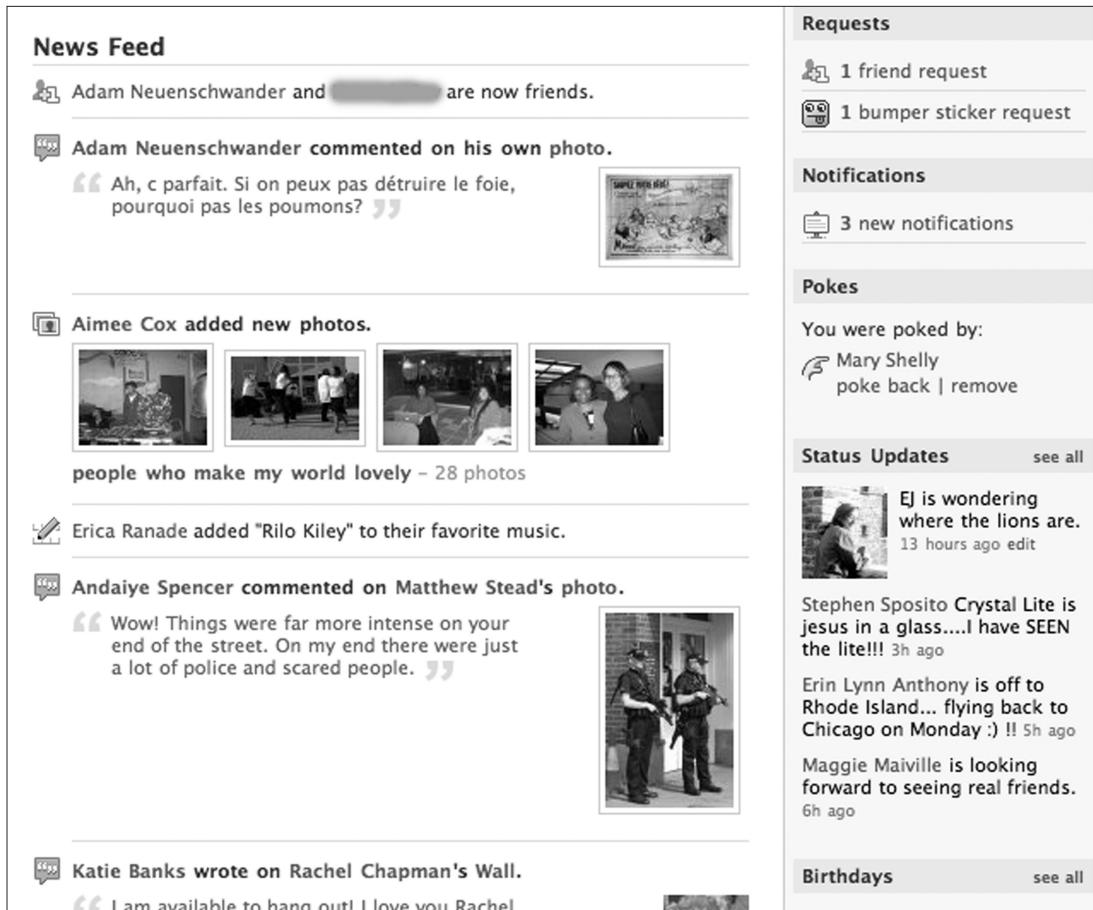 News Feed
Adam Neuenschwander and are now friends.
Adam Neuenschwander commented on his own photo.
“ Ah, c parfait. Si on peux pas détruire le foie,
pourquoi pas les poumons? ”
Aimee Cox added new photos.
people who make my world lovely – 28 photos
Erica Ranade added "Rilo Kiley" to their favorite music.
Andaiye Spencer commented on Matthew Stead's photo.
“ Wow! Things were far more intense on your
end of the street. On my end there were just
a lot of police and scared people. ”
Katie Banks wrote on Rachel Chapman's Wall.
“ I am available to hang out! I love you Rachel
Requests
1 friend request
1 bumper sticker request
Notifications
3 new notifications
Pokes
You were poked by:
Mary Shelly
poke back | remove
Status Updates see all
EJ is wondering
where the lions are.
13 hours ago edit
Stephen Sposito Crystal Lite is
jesus in a glass....I have SEEN
the lite!!! 3h ago
Erin Lynn Anthony is off to
Rhode Island... flying back to
Chicago on Monday :) !! 5h ago
Maggie Maiville is looking
forward to seeing real friends.
6h ago
Birthdays see all